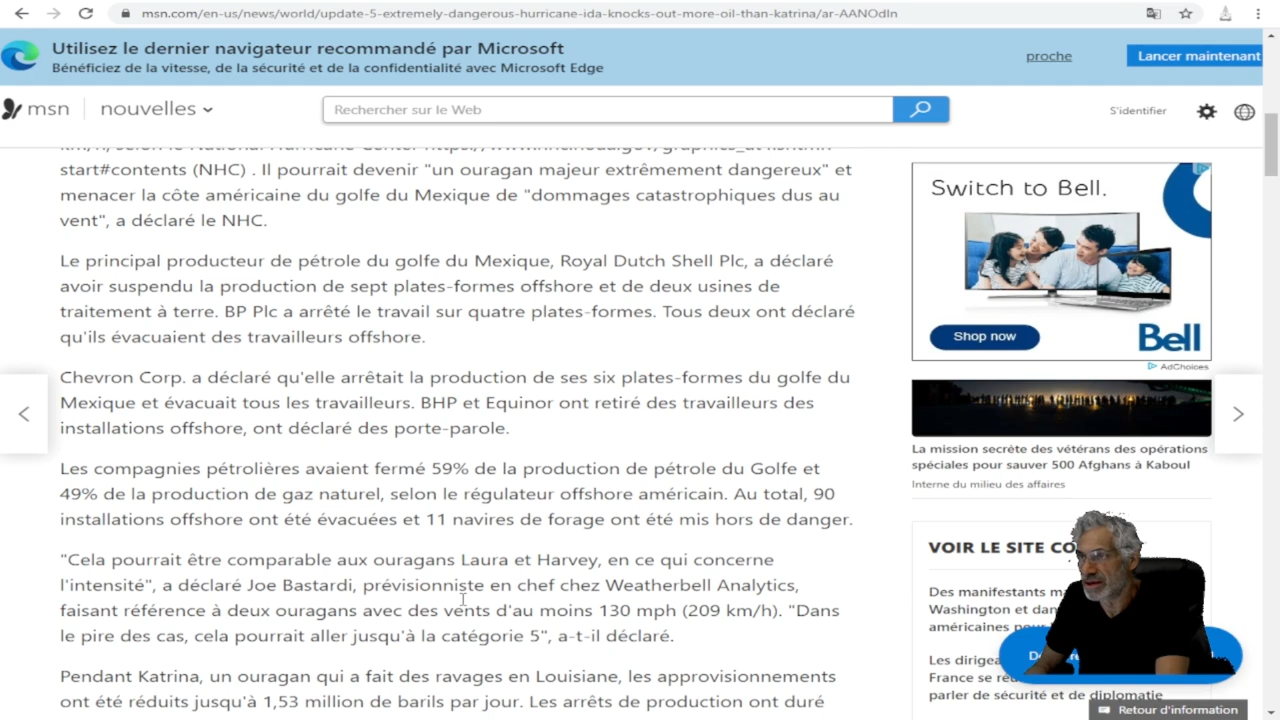 msn.com/en-us/news/world/update-5-extremely-dangerous-hurricane-ida-knocks-out-more-oil-than-katrina/ar-AANOdIn
Utilisez le dernier navigateur recommandé par Microsoft
Bénéficiez de la vitesse, de la sécurité et de la confidentialité avec Microsoft Edge
proche
Lancer maintenant
msn
nouvelles
Rechercher sur le Web
S'identifier
start#contents (NHC) . Il pourrait devenir "un ouragan majeur extrêmement dangereux" et
menacer la côte américaine du golfe du Mexique de "dommages catastrophiques dus au
vent", a déclaré le NHC.
Le principal producteur de pétrole du golfe du Mexique, Royal Dutch Shell Plc, a déclaré
avoir suspendu la production de sept plates-formes offshore et de deux usines de
traitement à terre. BP Plc a arrêté le travail sur quatre plates-formes. Tous deux ont déclaré
qu'ils évacuaient des travailleurs offshore.
Chevron Corp. a déclaré qu'elle arrêtait la production de ses six plates-formes du golfe du
Mexique et évacuait tous les travailleurs. BHP et Equinor ont retiré des travailleurs des
installations offshore, ont déclaré des porte-parole.
Les compagnies pétrolières avaient fermé 59% de la production de pétrole du Golfe et
49% de la production de gaz naturel, selon le régulateur offshore américain. Au total, 90
installations offshore ont été évacuées et 11 navires de forage ont été mis hors de danger.
"Cela pourrait être comparable aux ouragans Laura et Harvey, en ce qui concerne
l'intensité", a déclaré Joe Bastardi, prévisionniste en chef chez Weatherbell Analytics,
faisant référence à deux ouragans avec des vents d'au moins 130 mph (209 km/h). "Dans
le pire des cas, cela pourrait aller jusqu'à la catégorie 5", a-t-il déclaré.
Pendant Katrina, un ouragan qui a fait des ravages en Louisiane, les approvisionnements
ont été réduits jusqu'à 1,53 million de barils par jour. Les arrêts de production ont duré
Switch to Bell.
Shop now
Bell
AdChoices
La mission secrète des vétérans des opérations
spéciales pour sauver 500 Afghans à Kaboul
Interne du milieu des affaires
VOIR LE SITE
Des manifestants
Washington et
américaines
Les
France se
parler de sécurité et de diplomatie
Retour d'information